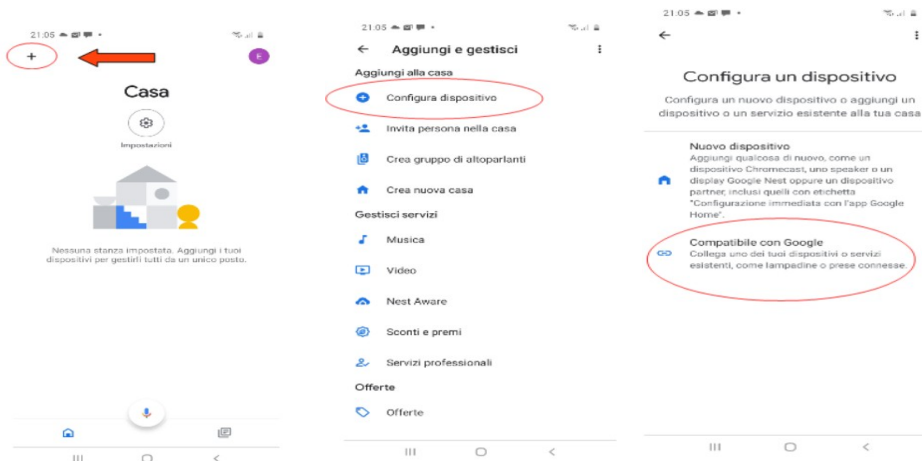 21:05
+
E
Casa
Impostazioni
Nessuna stanza impostata. Aggiungi i tuoi
dispositivi per gestirli tutti da un unico posto.
21:05
Aggiungi e gestisci
Aggiungi alla casa
Configura dispositivo
Invita persona nella casa
Crea gruppo di altoparlanti
Crea nuova casa
Gestisci servizi
Musica
Video
Nest Aware
Sconti e premi
Servizi professionali
Offerte
Offerte
21:05
Configura un dispositivo
Configura un nuovo dispositivo o aggiungi un
dispositivo o un servizio esistente alla tua casa
Nuovo dispositivo
Aggiungi qualcosa di nuovo, come un
dispositivo Chromecast, uno speaker o un
display Google Nest oppure un dispositivo
partner, inclusi quelli con etichetta
"Configurazione immediata con l'app Google
Home".
Compatibile con Google
Collega uno dei tuoi dispositivi o servizi
esistenti, come lampadine o prese connesse.